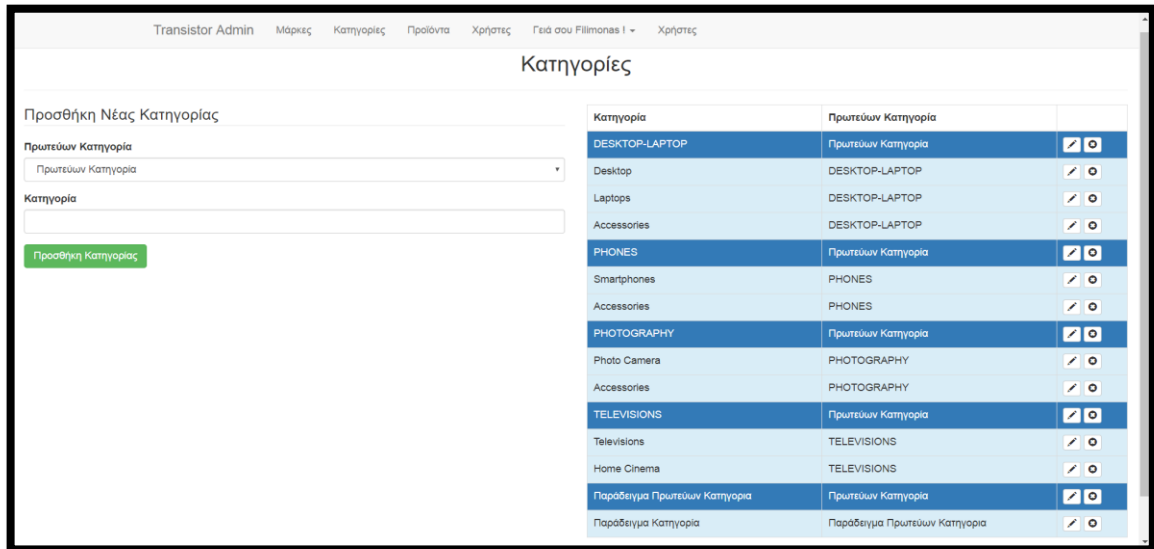 Transistor Admin Μάρκες Κατηγορίες Προϊόντα Χρήστες Γειά σου Filimonas ! Χρήστες
Κατηγορίες
Προσθήκη Νέας Κατηγορίας
Πρωτεύων Κατηγορία
Πρωτεύων Κατηγορία
Κατηγορία
Προσθήκη Κατηγορίας
Κατηγορία Πρωτεύων Κατηγορία
DESKTOP-LAPTOP Πρωτεύων Κατηγορία
Desktop DESKTOP-LAPTOP
Laptops DESKTOP-LAPTOP
Accessories DESKTOP-LAPTOP
PHONES Πρωτεύων Κατηγορία
Smartphones PHONES
Accessories PHONES
PHOTOGRAPHY Πρωτεύων Κατηγορία
Photo Camera PHOTOGRAPHY
Accessories PHOTOGRAPHY
TELEVISIONS Πρωτεύων Κατηγορία
Televisions TELEVISIONS
Home Cinema TELEVISIONS
Παράδειγμα Πρωτεύων Κατηγορια Πρωτεύων Κατηγορία
Παράδειγμα Κατηγορία Παράδειγμα Πρωτεύων Κατηγορια